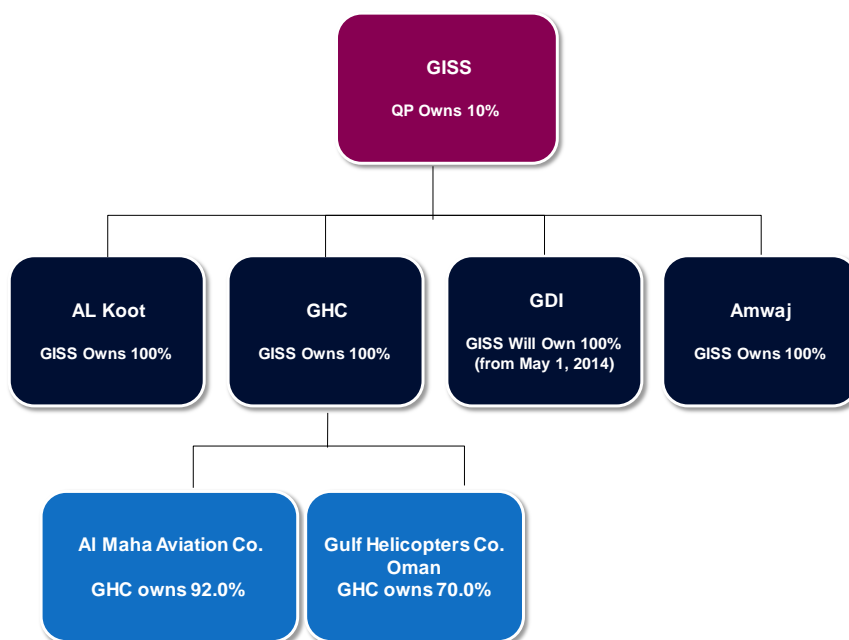 GISS
QP Owns 10%
AL Koot
GISS Owns 100%
GHC
GISS Owns 100%
GDI
GISS Will Own 100%
(from May 1, 2014)
Amwaj
GISS Owns 100%
Al Maha Aviation Co.
GHC owns 92.0%
Gulf Helicopters Co.
Oman
GHC owns 70.0%